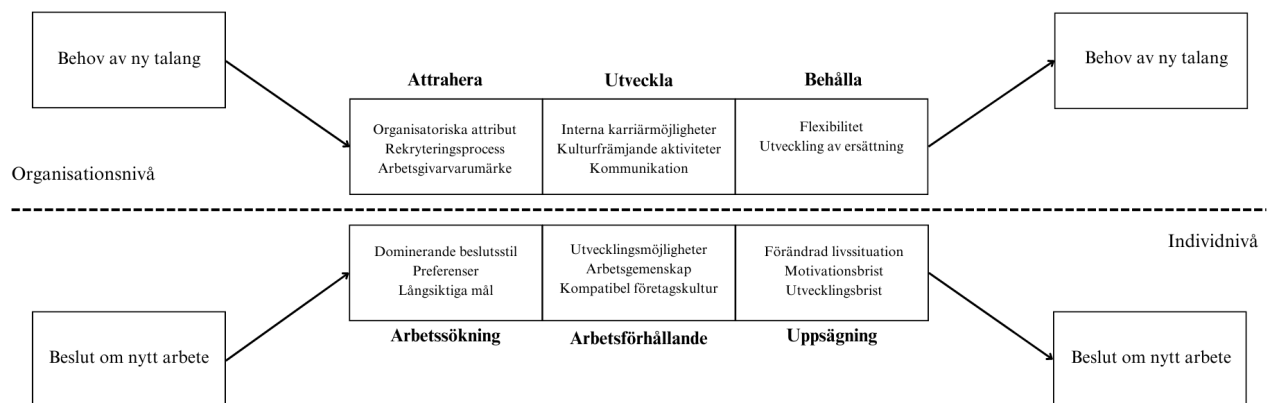 Behov av ny talang
Behov av ny talang
Attrahera
Utveckla
Behålla
Organisatoriska attribut
Rekryteringsprocess
Arbetsgivarvarumärke
Interna karriärmöjligheter
Kulturfrämjande aktiviteter
Kommunikation
Flexibilitet
Utveckling av ersättning
Organisationsnivå
Individnivå
Dominerande beslutsstil
Preferenser
Långsiktiga mål
Utvecklingsmöjligheter
Arbetsgemenskap
Kompatibel företagskultur
Förändrad livssituation
Motivationsbrist
Utvecklingsbrist
Arbetssökning
Arbetsförhållande
Uppsägning
Beslut om nytt arbete
Beslut om nytt arbete